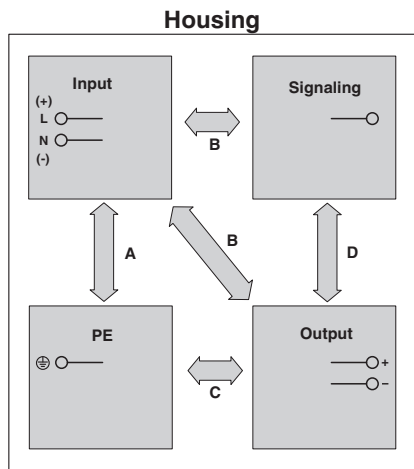 Housing
Input
Signaling
(+)
L
N
(-)
B
A
B
D
PE
Output
+
–
C